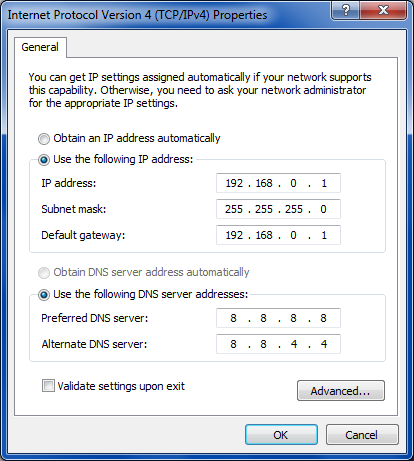 Internet Protocol Version 4 (TCP/IPv4) Properties
?
General
You can get IP settings assigned automatically if your network supports
this capability. Otherwise, you need to ask your network administrator
for the appropriate IP settings.
Obtain an IP address automatically
Use the following IP address:
IP address: 192 . 168 . 0 . 1
Subnet mask: 255 . 255 . 255 . 0
Default gateway: 192 . 168 . 0 . 1
Obtain DNS server address automatically
Use the following DNS server addresses:
Preferred DNS server: 8 . 8 . 8 . 8
Alternate DNS server: 8 . 8 . 4 . 4
Validate settings upon exit
Advanced...
OK Cancel